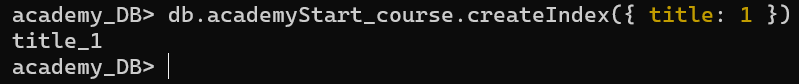 academy_DB> db.academyStart_course.createIndex({ title: 1 })
title_1
academy_DB>